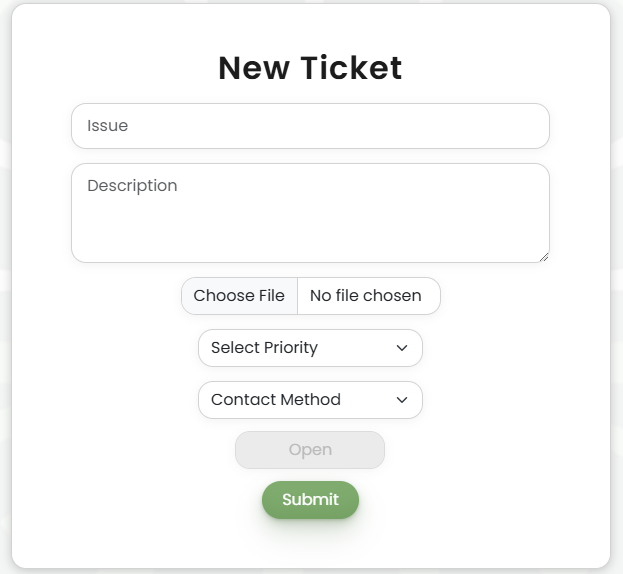 New Ticket
Issue
Description
Choose File No file chosen
Select Priority
Contact Method
Open
Submit